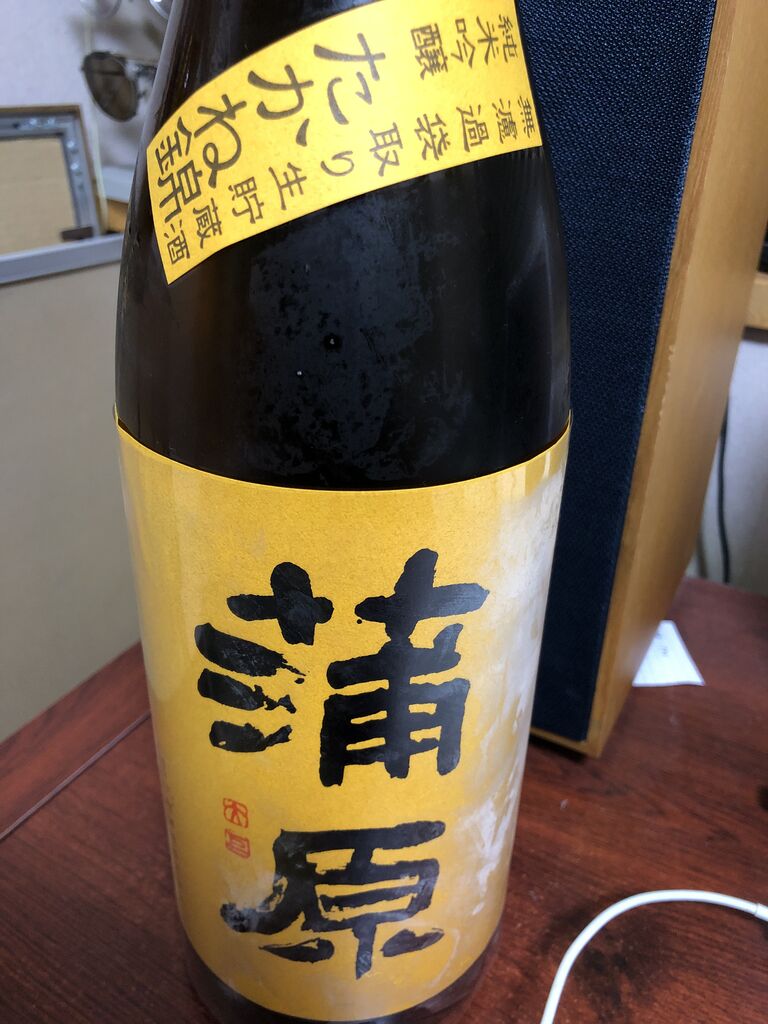 純米吟醸
無濾過袋取り生貯蔵酒
たかね錦
蒲原